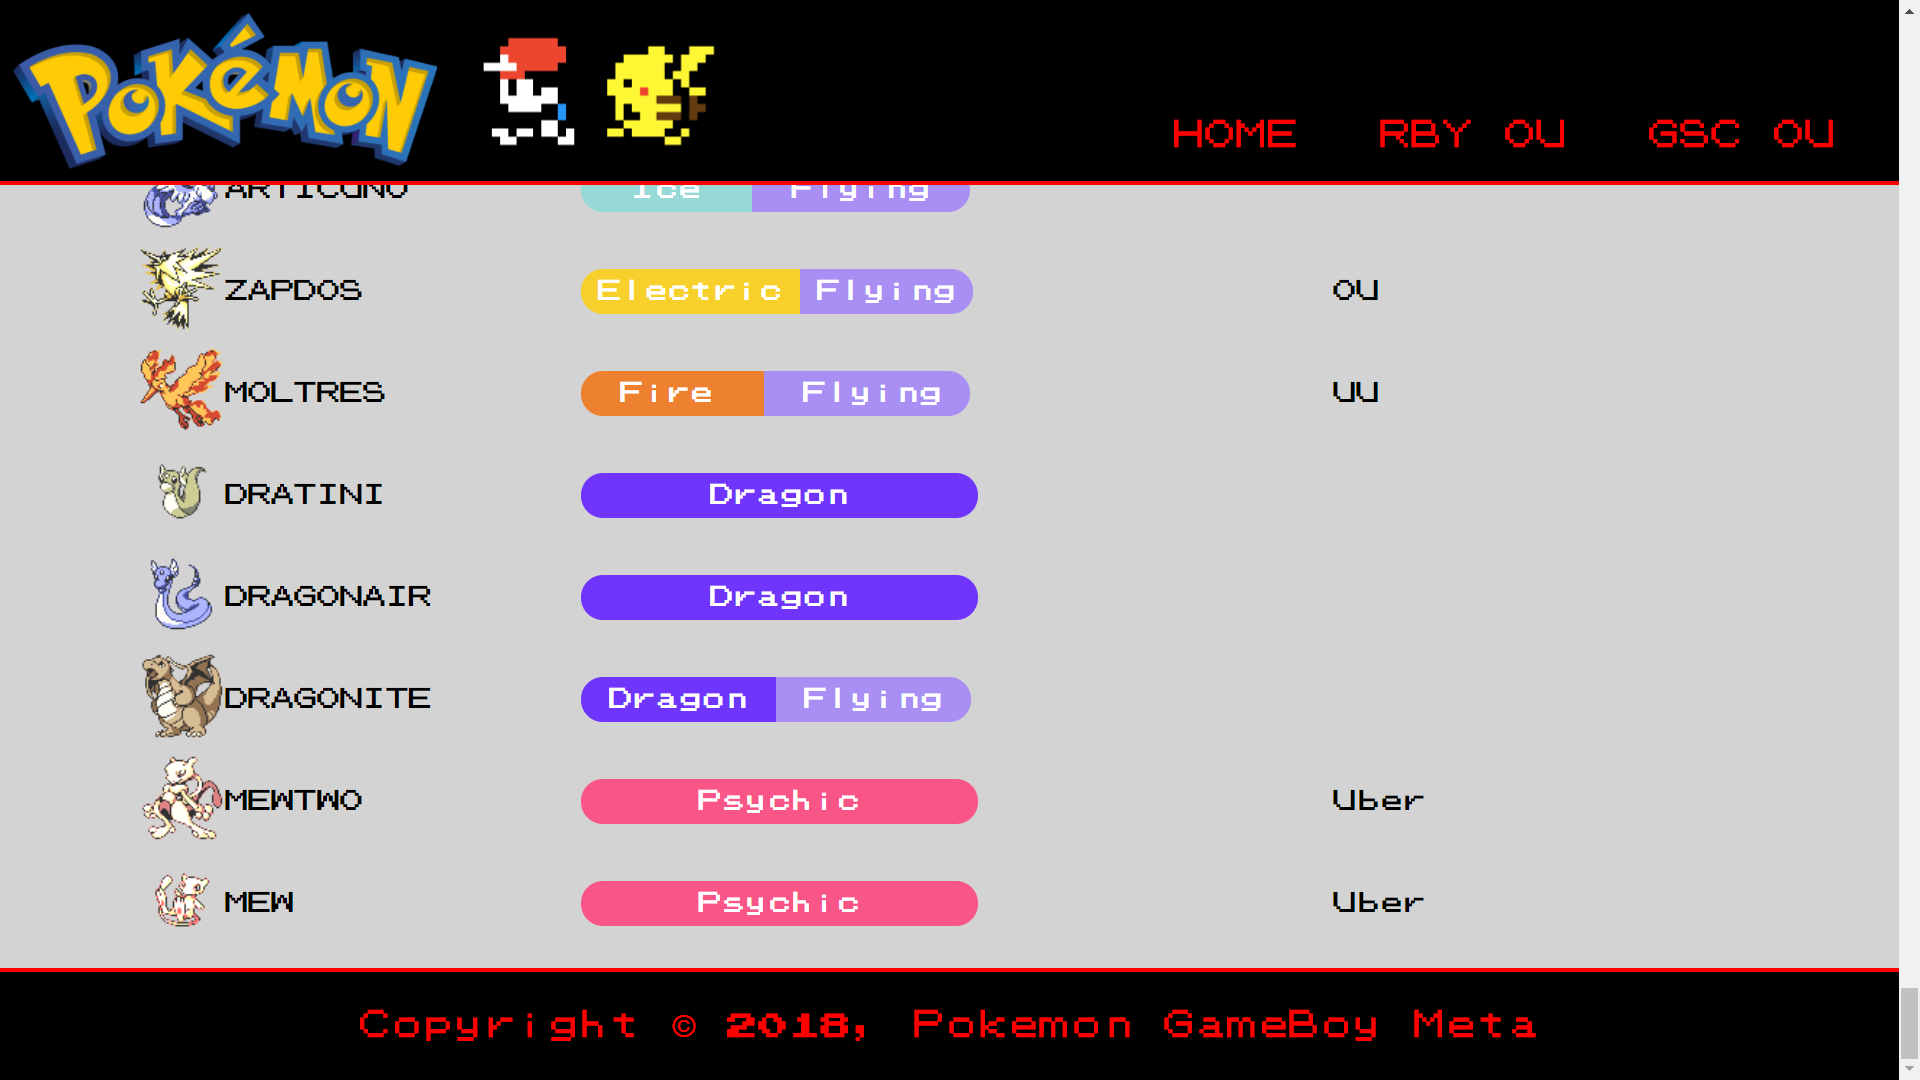 POKéMON
HOME RBY OU GSC OU
ARTICUNO Ice Flying
ZAPDOS Electric Flying OU
MOLTRES Fire Flying UU
DRATINI Dragon
DRAGONAIR Dragon
DRAGONITE Dragon Flying
MEWTWO Psychic Uber
MEW Psychic Uber
Copyright © 2018, Pokemon GameBoy Meta